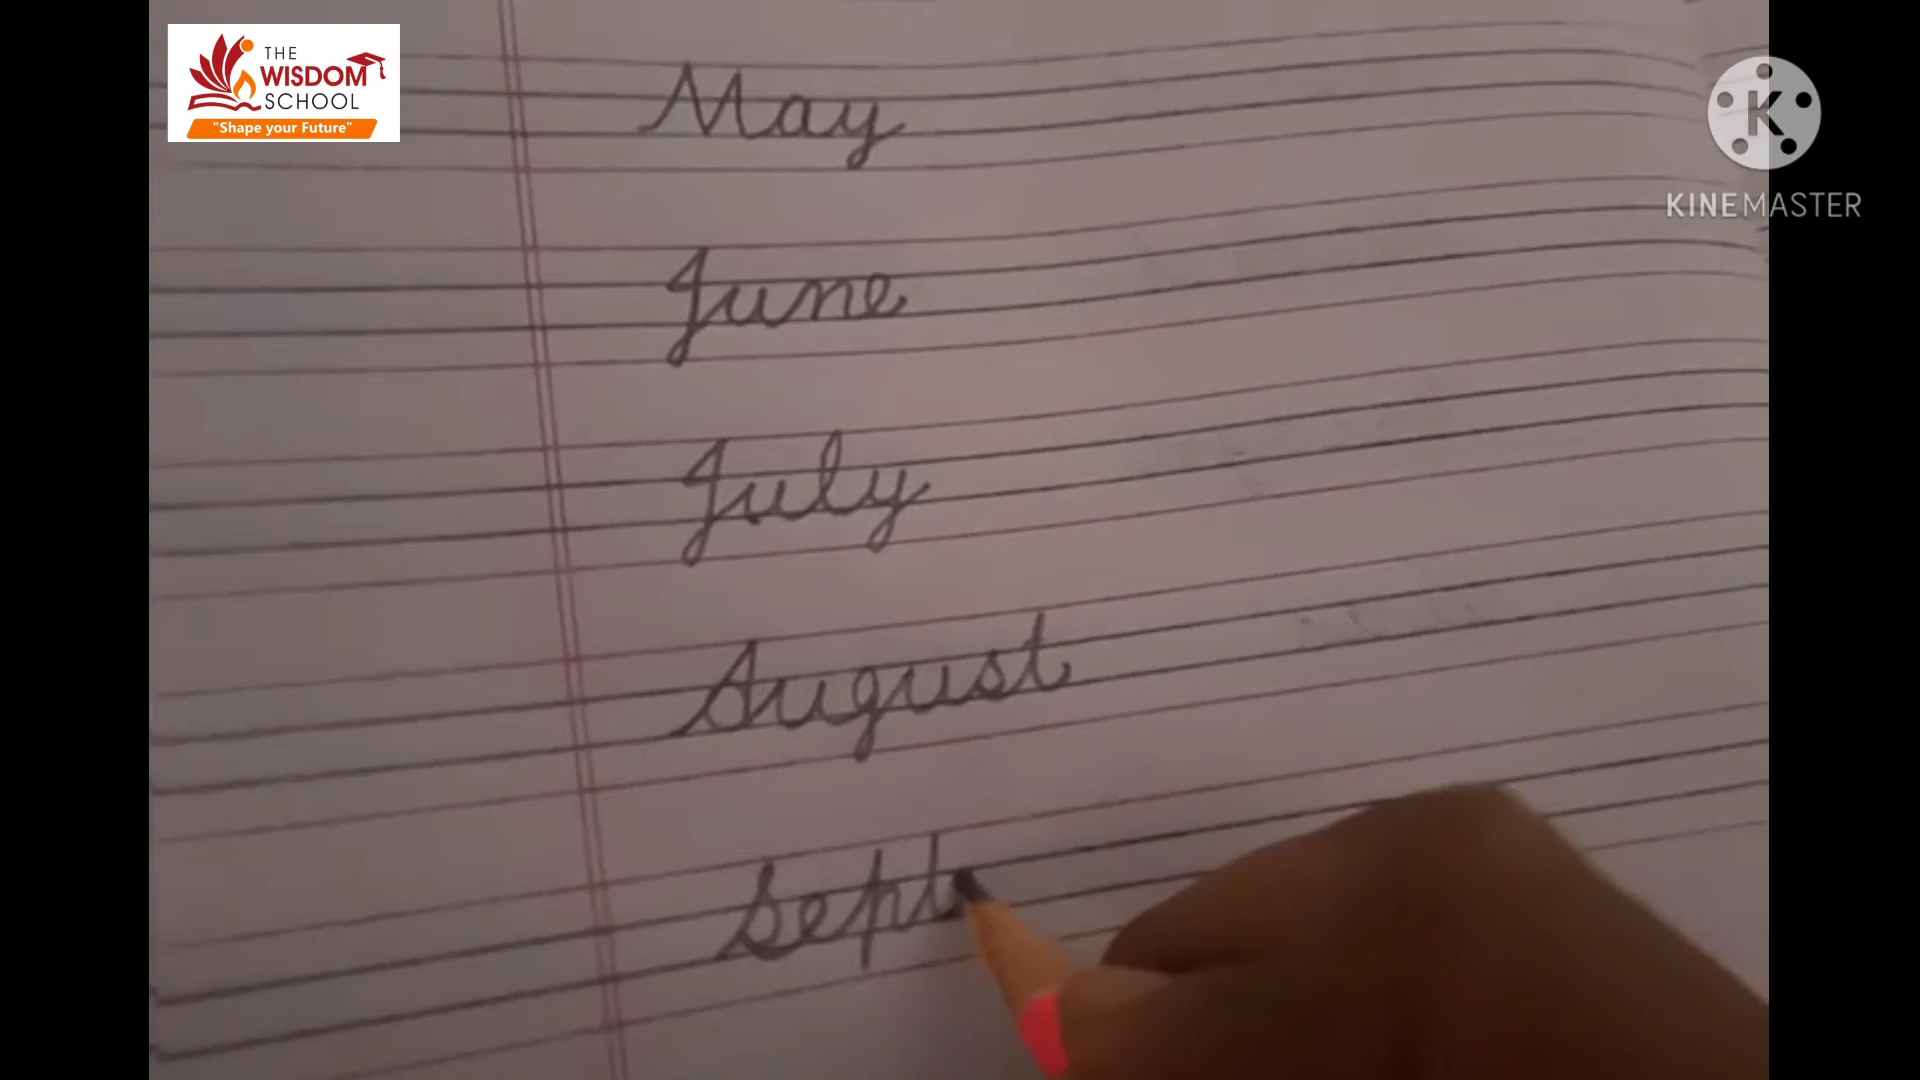 THE
WISDOM
SCHOOL
"Shape your Future"
K
KINEMASTER
May
June
July
August
Sept